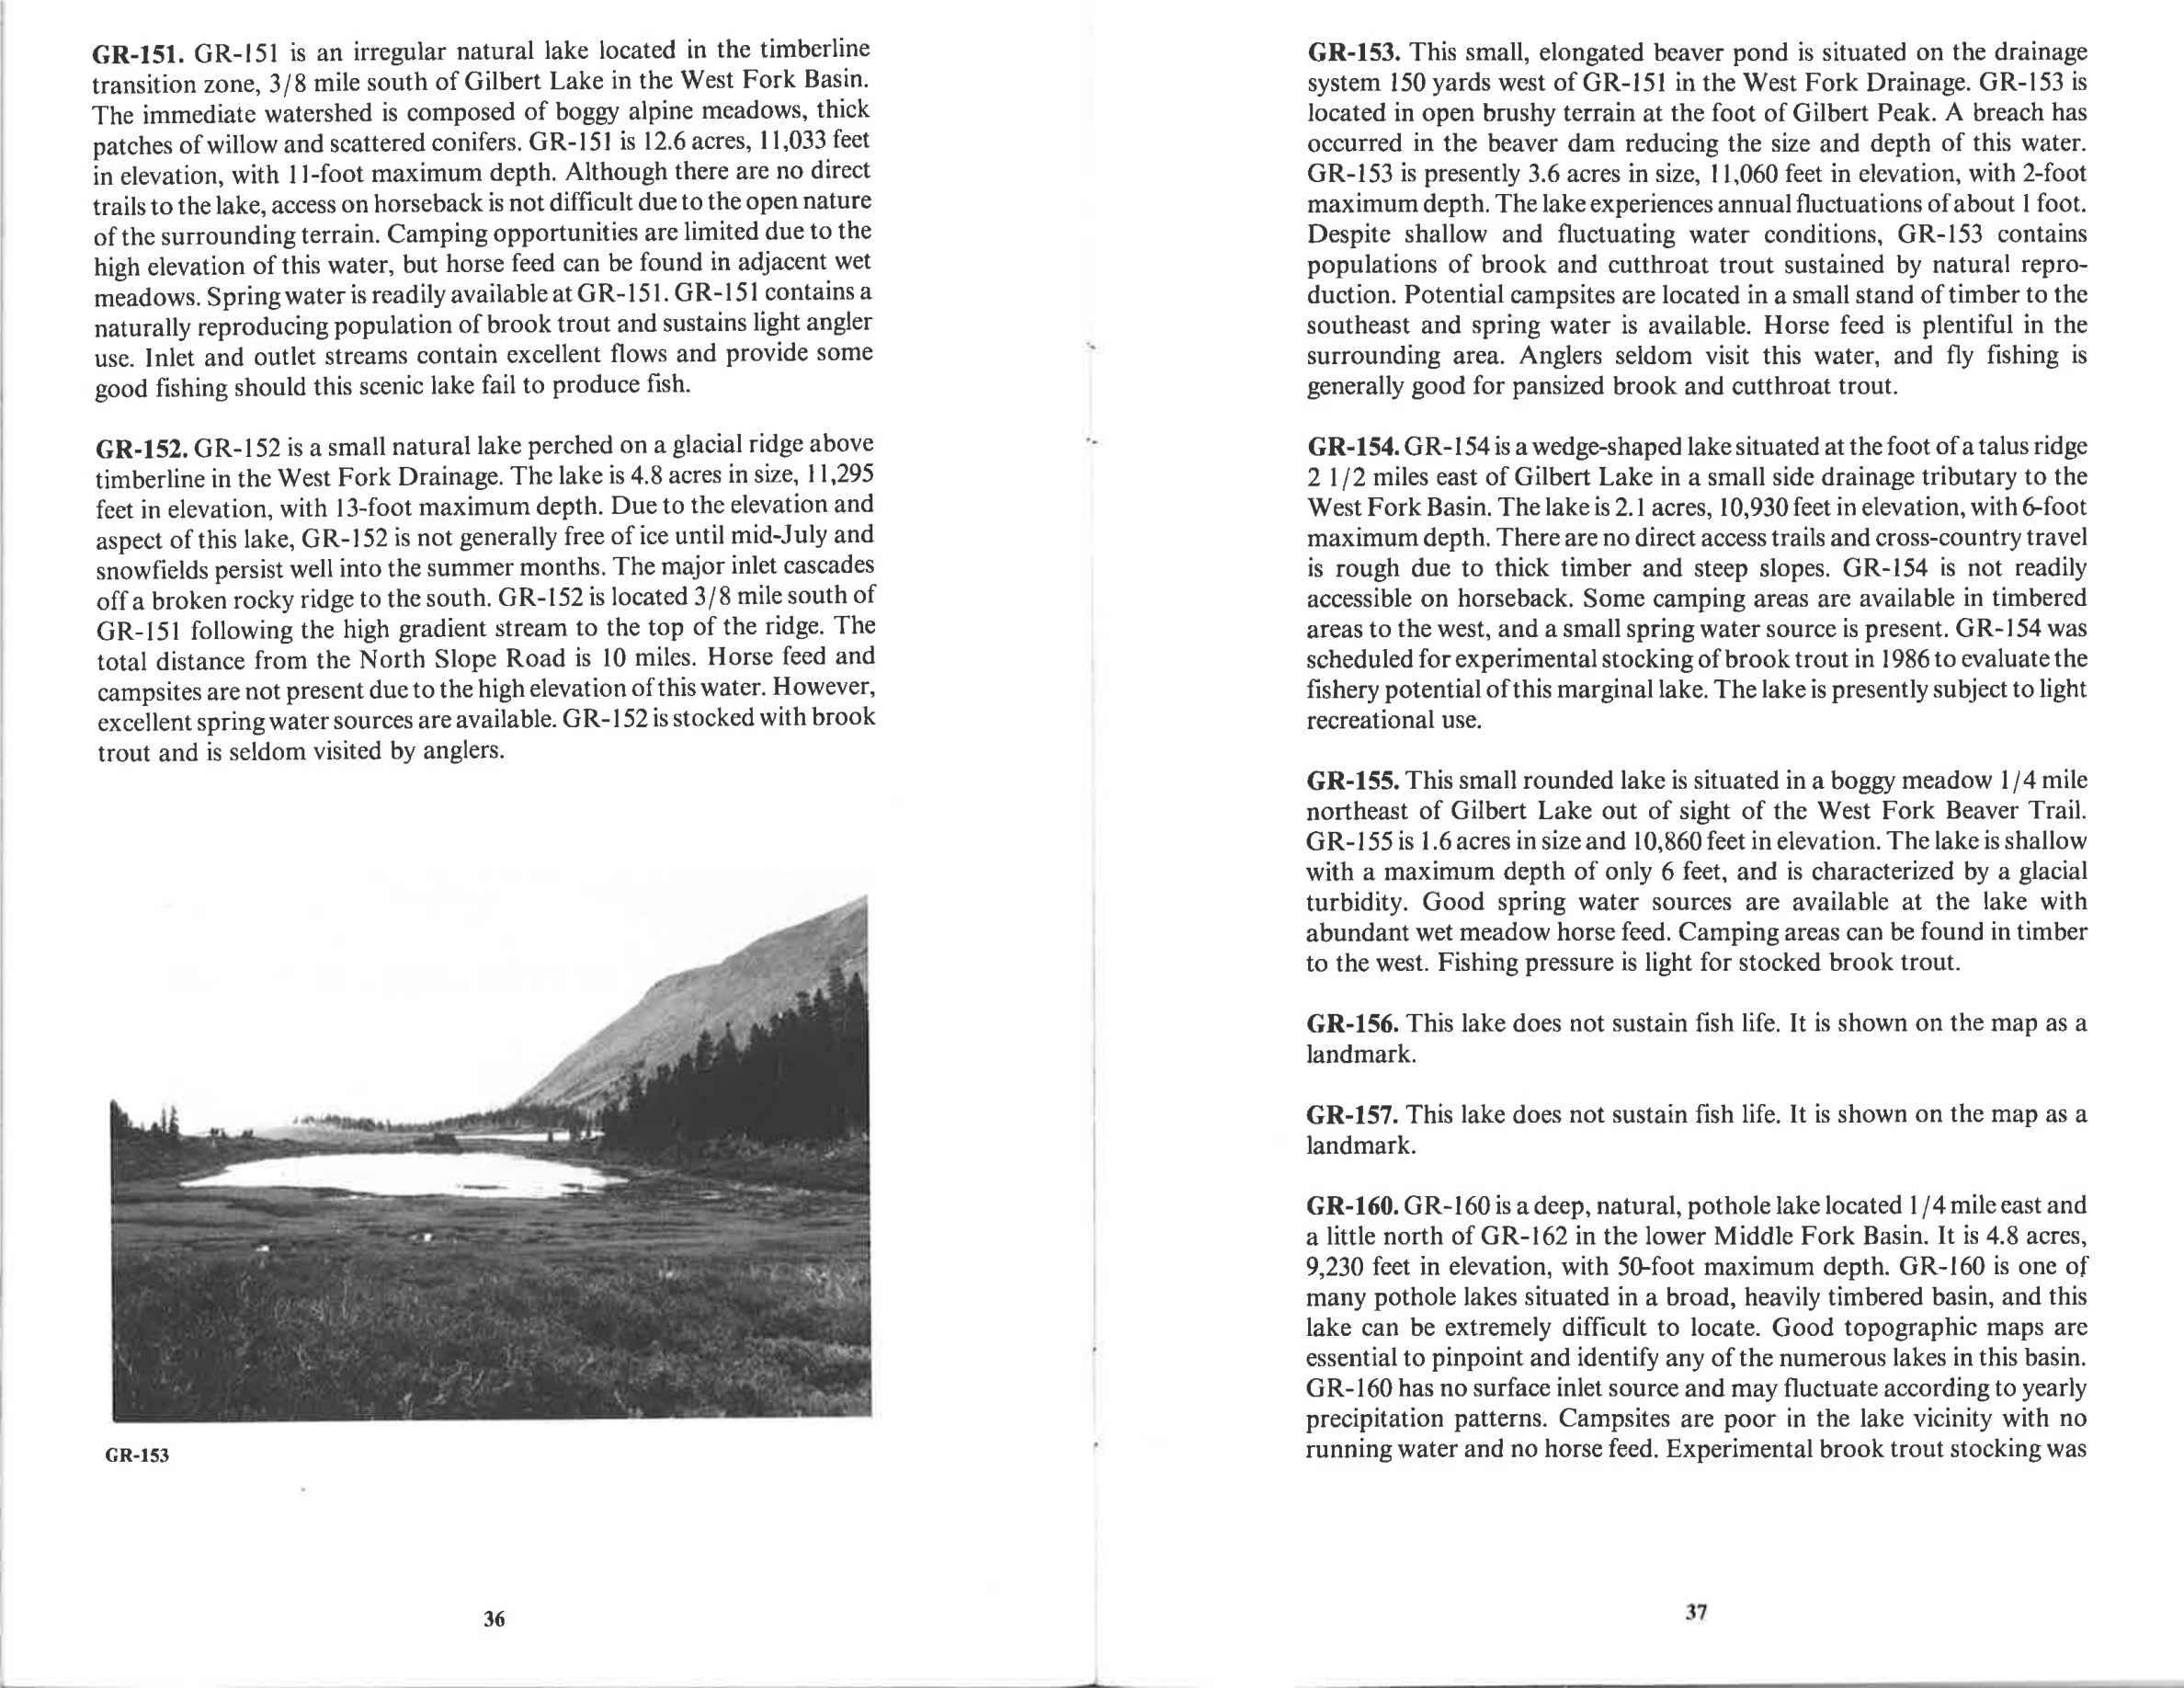 GR-151. GR-151 is an irregular natural lake located in the timberline
transition zone, 3/8 mile south of Gilbert Lake in the West Fork Basin.
The immediate watershed is composed of boggy alpine meadows, thick
patches of willow and scattered conifers. GR-151 is 12.6 acres, 11,033 feet
in elevation, with 11-foot maximum depth. Although there are no direct
trails to the lake, access on horseback is not difficult due to the open nature
of the surrounding terrain. Camping opportunities are limited due to the
high elevation of this water, but horse feed can be found in adjacent wet
meadows. Spring water is readily available at GR-151. GR-151 contains a
naturally reproducing population of brook trout and sustains light angler
use. Inlet and outlet streams contain excellent flows and provide some
good fishing should this scenic lake fail to produce fish.
GR-152. GR-152 is a small natural lake perched on a glacial ridge above
timberline in the West Fork Drainage. The lake is 4.8 acres in size, 11,295
feet in elevation, with 13-foot maximum depth. Due to the elevation and
aspect of this lake, GR-152 is not generally free of ice until mid-July and
snowfields persist well into the summer months. The major inlet cascades
off a broken rocky ridge to the south. GR-152 is located 3/8 mile south of
GR-151 following the high gradient stream to the top of the ridge. The
total distance from the North Slope Road is 10 miles. Horse feed and
campsites are not present due to the high elevation of this water. However,
excellent spring water sources are available. GR-152 is stocked with brook
trout and is seldom visited by anglers.
GR-153
36
GR-153. This small, elongated beaver pond is situated on the drainage
system 150 yards west of GR-151 in the West Fork Drainage. GR-153 is
located in open brushy terrain at the foot of Gilbert Peak. A breach has
occurred in the beaver dam reducing the size and depth of this water.
GR-153 is presently 3.6 acres in size, 11,060 feet in elevation, with 2-foot
maximum depth. The lake experiences annual fluctuations of about 1 foot.
Despite shallow and fluctuating water conditions, GR-153 contains
populations of brook and cutthroat trout sustained by natural repro-
duction. Potential campsites are located in a small stand of timber to the
southeast and spring water is available. Horse feed is plentiful in the
surrounding area. Anglers seldom visit this water, and fly fishing is
generally good for pansized brook and cutthroat trout.
GR-154. GR-154 is a wedge-shaped lake situated at the foot of a talus ridge
2 1/2 miles east of Gilbert Lake in a small side drainage tributary to the
West Fork Basin. The lake is 2.1 acres, 10,930 feet in elevation, with 6-foot
maximum depth. There are no direct access trails and cross-country travel
is rough due to thick timber and steep slopes. GR-154 is not readily
accessible on horseback. Some camping areas are available in timbered
areas to the west, and a small spring water source is present. GR-154 was
scheduled for experimental stocking of brook trout in 1986 to evaluate the
fishery potential of this marginal lake. The lake is presently subject to light
recreational use.
GR-155. This small rounded lake is situated in a boggy meadow 1/4 mile
northeast of Gilbert Lake out of sight of the West Fork Beaver Trail.
GR-155 is 1.6 acres in size and 10,860 feet in elevation. The lake is shallow
with a maximum depth of only 6 feet, and is characterized by a glacial
turbidity. Good spring water sources are available at the lake with
abundant wet meadow horse feed. Camping areas can be found in timber
to the west. Fishing pressure is light for stocked brook trout.
GR-156. This lake does not sustain fish life. It is shown on the map as a
landmark.
GR-157. This lake does not sustain fish life. It is shown on the map as a
landmark.
GR-160. GR-160 is a deep, natural, pothole lake located 1/4 mile east and
a little north of GR-162 in the lower Middle Fork Basin. It is 4.8 acres,
9,230 feet in elevation, with 50-foot maximum depth. GR-160 is one of
many pothole lakes situated in a broad, heavily timbered basin, and this
lake can be extremely difficult to locate. Good topographic maps are
essential to pinpoint and identify any of the numerous lakes in this basin.
GR-160 has no surface inlet source and may fluctuate according to yearly
precipitation patterns. Campsites are poor in the lake vicinity with no
running water and no horse feed. Experimental brook trout stocking was
37